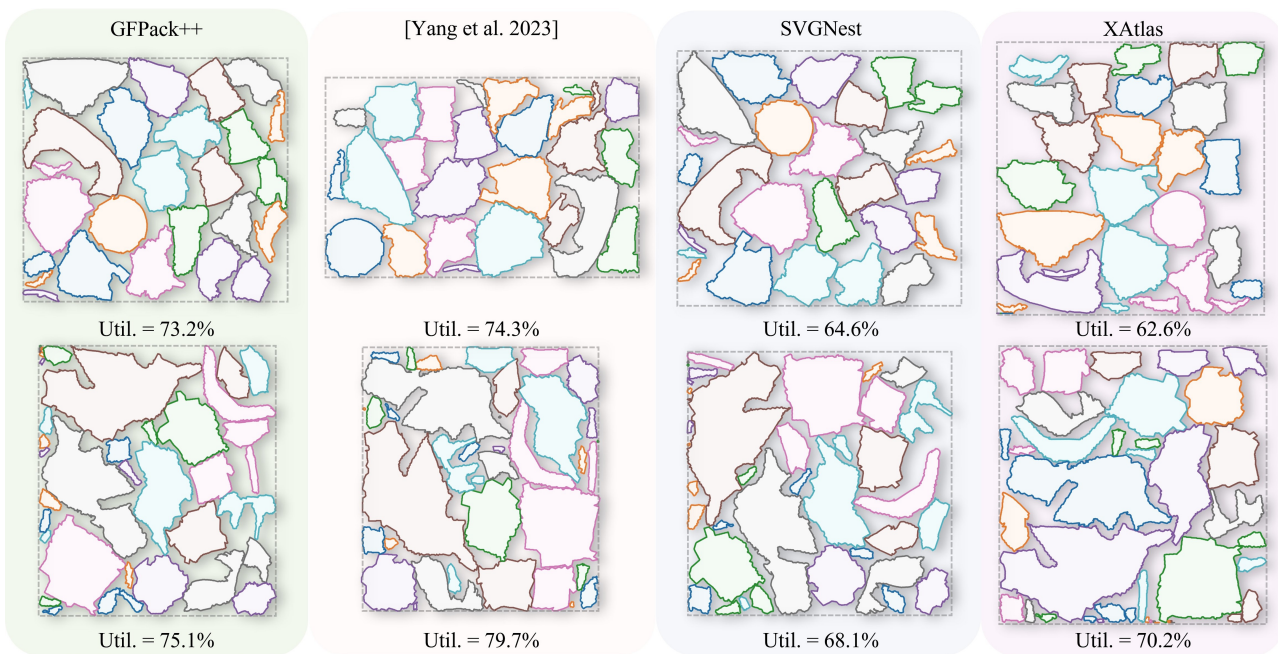 GFPack++
[Yang et al. 2023]
SVGNest
XAtlas
Util. = 73.2%
Util. = 74.3%
Util. = 64.6%
Util. = 62.6%
Util. = 75.1%
Util. = 79.7%
Util. = 68.1%
Util. = 70.2%